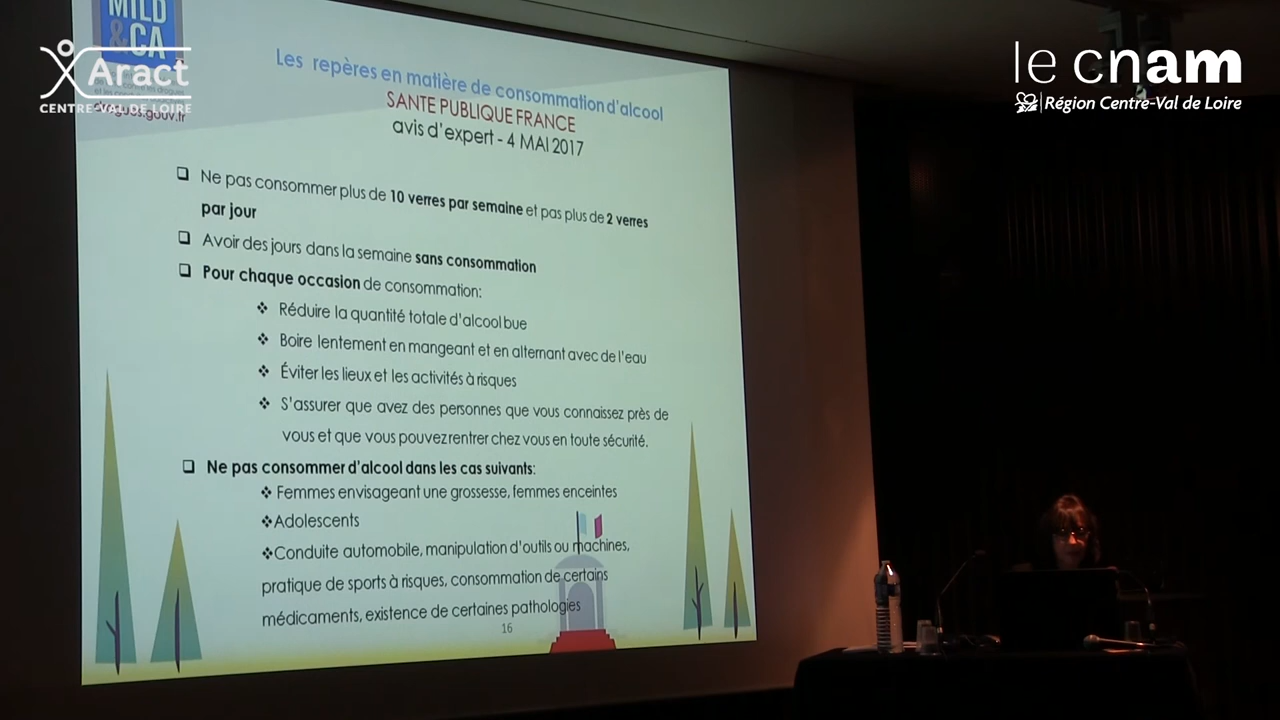 MILD
& CA
Aract
CENTRE-VAL DE LOIRE
drogues.gouv.fr
le cnam
Région Centre-Val de Loire
Les repères en matière de consommation d'alcool
SANTE PUBLIQUE FRANCE
avis d'expert - 4 MAI 2017
Ne pas consommer plus de 10 verres par semaine et pas plus de 2 verres
par jour
Avoir des jours dans la semaine sans consommation
Pour chaque occasion de consommation:
Réduire la quantité totale d'alcool bue
Boire lentement en mangeant et en alternant avec de l'eau
Éviter les lieux et les activités à risques
S'assurer que avez des personnes que vous connaissez près de
vous et que vous pouvez rentrer chez vous en toute sécurité.
Ne pas consommer d'alcool dans les cas suivants:
Femmes envisageant une grossesse, femmes enceintes
Adolescents
Conduite automobile, manipulation d'outils ou machines,
pratique de sports à risques, consommation de certains
médicaments, existence de certaines pathologies
16